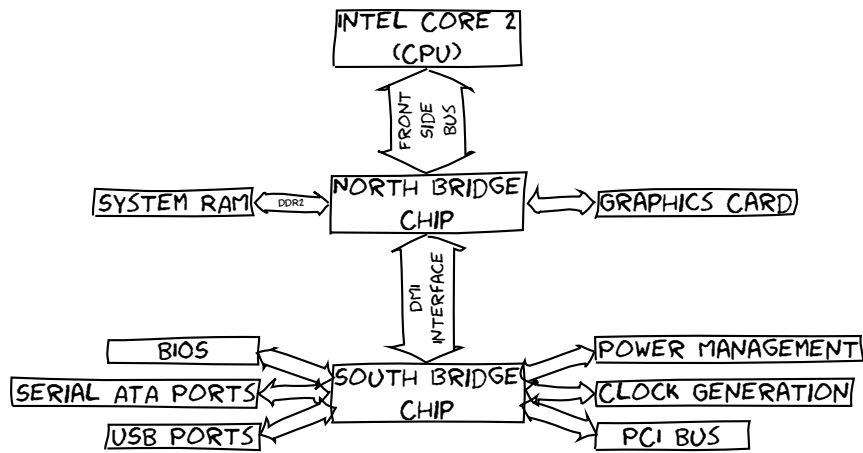 INTEL CORE 2
(CPU)
FRONT
SIDE
BUS
SYSTEM RAM
DDR2
NORTH BRIDGE
CHIP
GRAPHICS CARD
DMI
INTERFACE
BIOS
POWER MANAGEMENT
SERIAL ATA PORTS
SOUTH BRIDGE
CHIP
CLOCK GENERATION
USB PORTS
PCI BUS